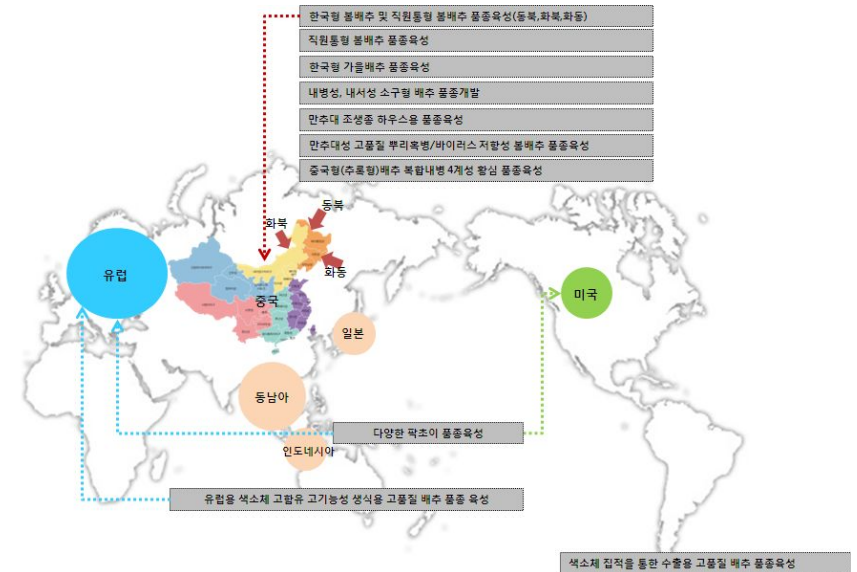 한국형 봄배추 및 직원통형 봄배추 품종육성(동북,화북,화동)
직원통형 봄배추 품종육성
한국형 가을배추 품종육성
내병성, 내서성 소구형 배추 품종개발
만추대 조생종 하우스용 품종육성
만추대성 고품질 뿌리혹병/바이러스 저항성 봄배추 품종육성
중국형(추록형)배추 복합내병 4계성 황심 품종육성
동북
화북
화동
유럽
중국
미국
일본
동남아
다양한 팍초이 품종육성
인도네시아
유럽용 색소체 고함유 고기능성 생식용 고품질 배추 품종 육성
색소체 집적을 통한 수출용 고품질 배추 품종육성